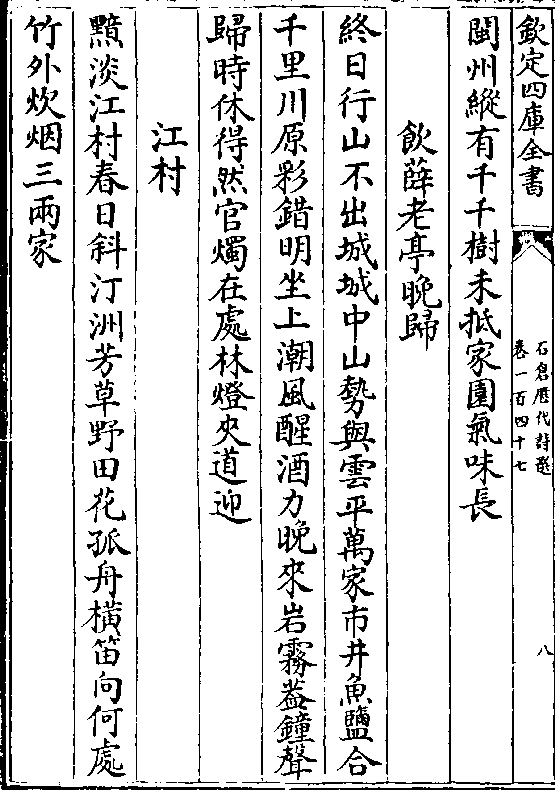 欽定四庫全書
石倉歷代詩選
卷一百四十七
八
閩州縱有千千樹未抵家園氣味長
飲薛老亭晚歸
終日行山不出城城中山勢與雲平萬家市井魚鹽合
千里川原彩錯明坐上潮風醒酒力晚來岩霧葢鐘聲
歸時休得然官燭在處林燈夾道迎
江村
黯淡江村春日斜汀洲芳草野田花孤舟橫笛向何處
竹外炊烟三兩家